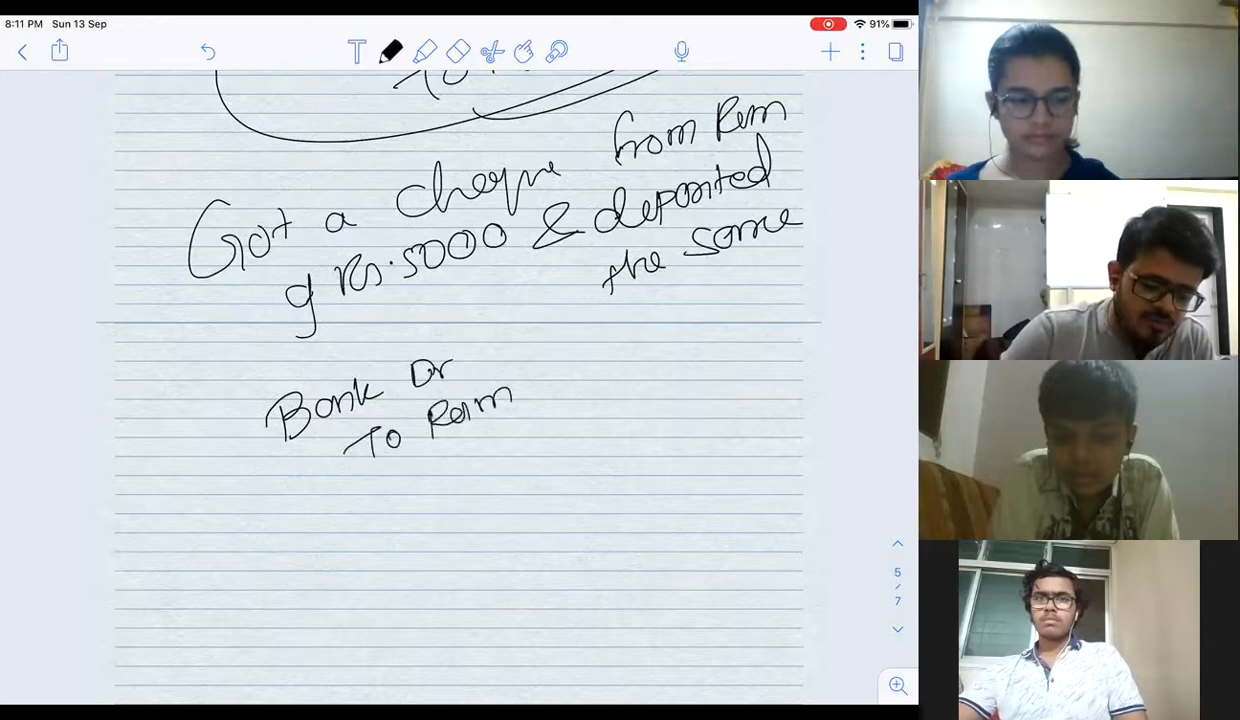 8:11 PM Sun 13 Sep
91%
T
To
Got a cheque from Ram
of Rs. 5000 & deposited
the same
Bank Dr
To Ram
5
7